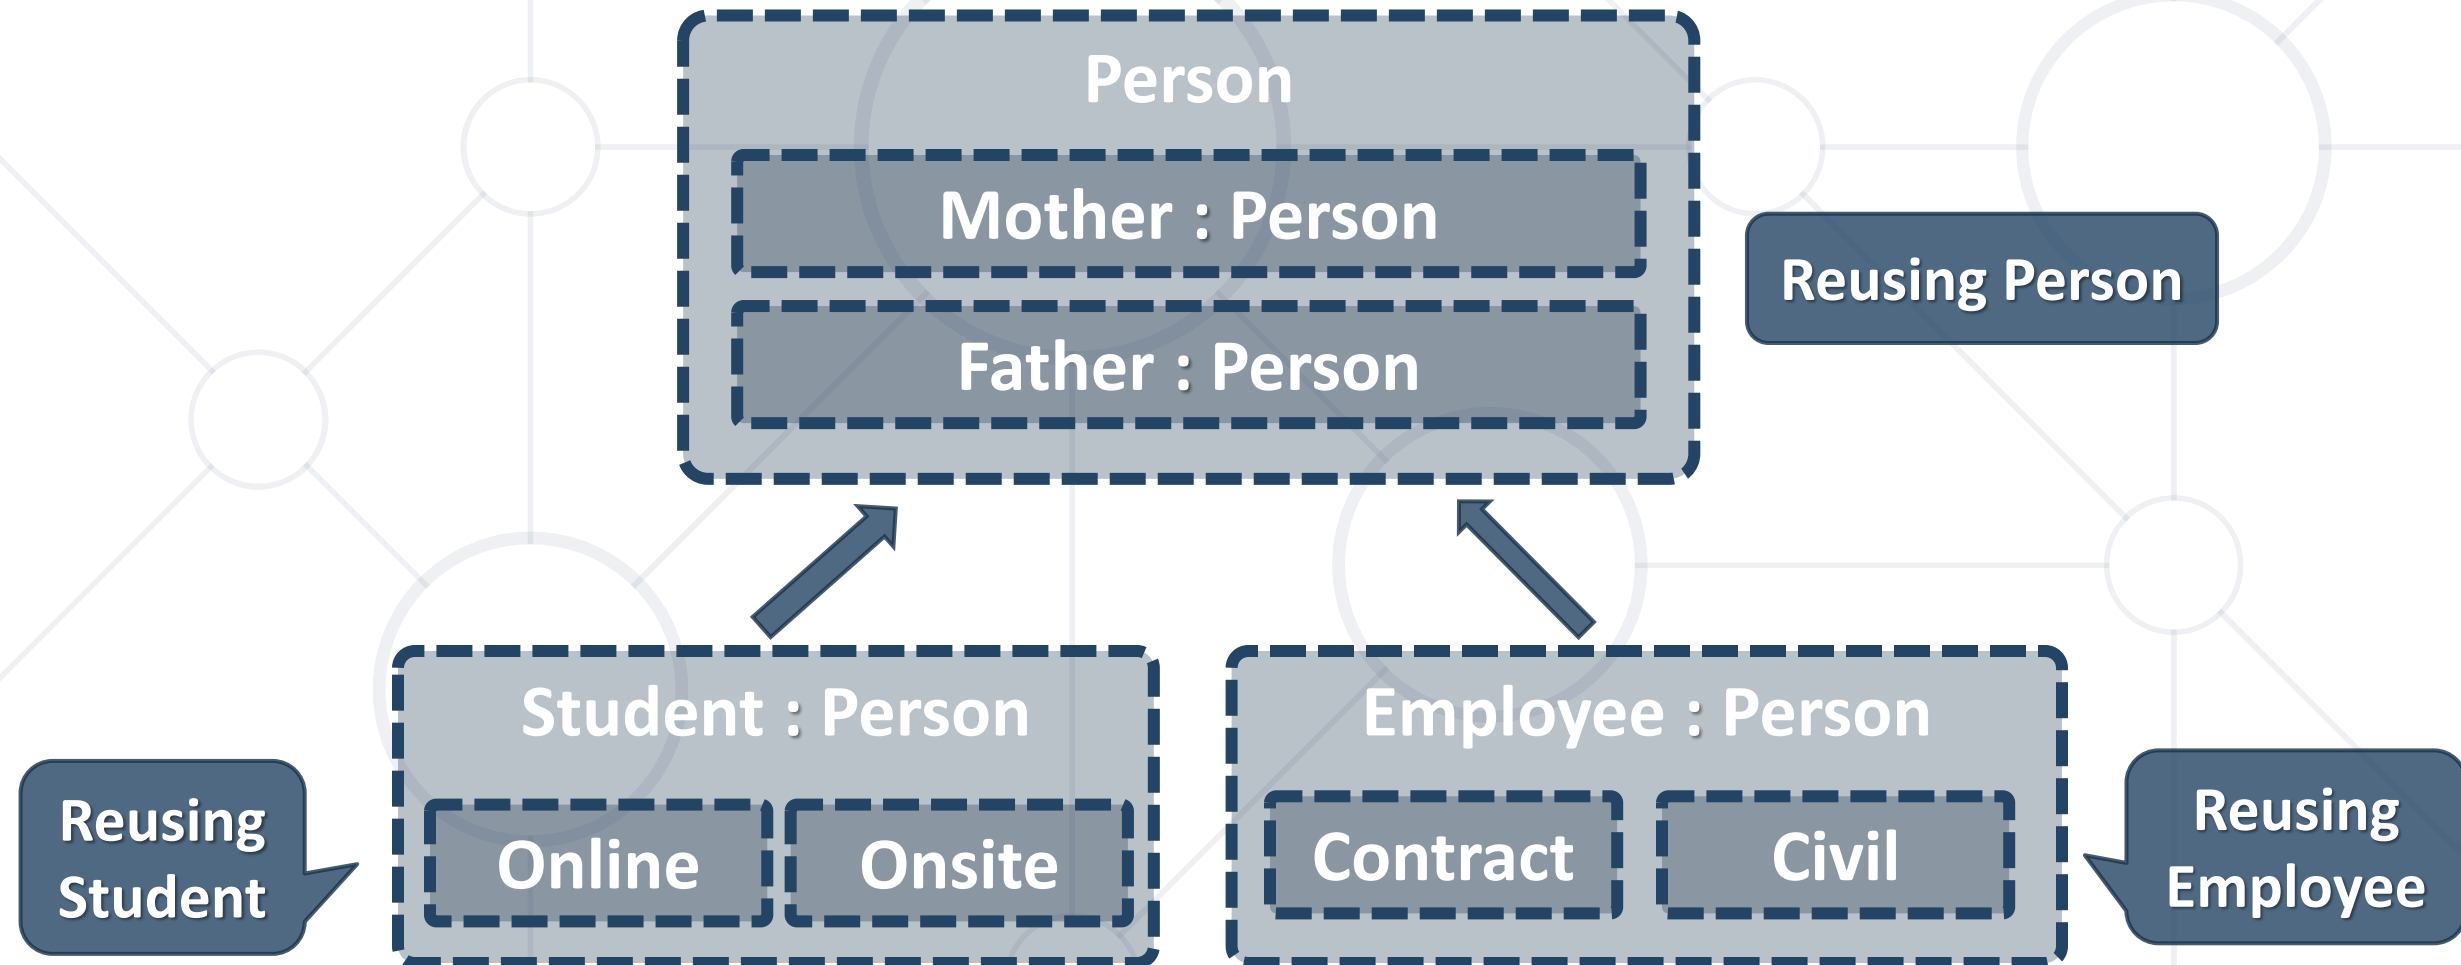 Person
Mother : Person
Father : Person
Reusing Person
Student : Person
Online
Onsite
Reusing
Student
Employee : Person
Contract
Civil
Reusing
Employee